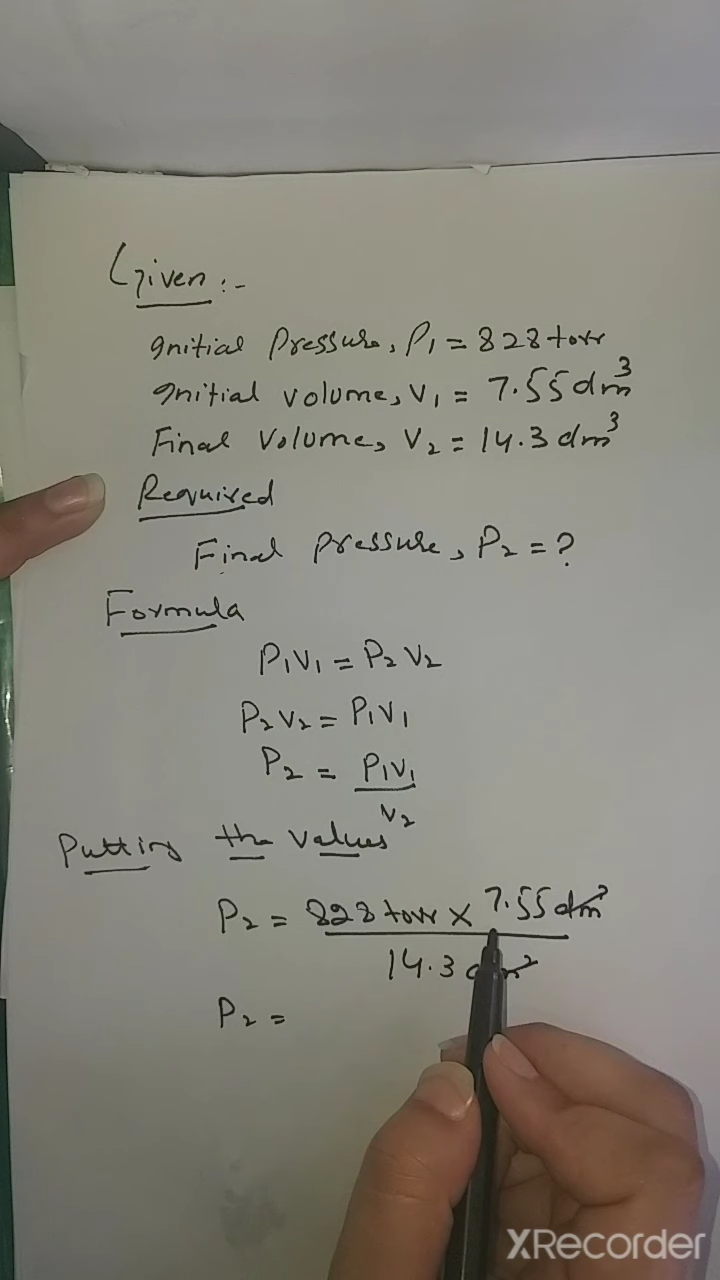 Given :-
Initial Pressure, P₁ = 828 torr
Initial volume, V₁ = 7.55 dm³
Final Volume, V₂ = 14.3 dm³
Required
Final pressure, P₂ = ?
Formula
P₁V₁ = P₂V₂
P₂V₂ = P₁V₁
P₂ = P₁V₁
V₂
Putting the values
P₂ = 828 torr × 7.55 dm³
14.3
P₂ =
XRecorder